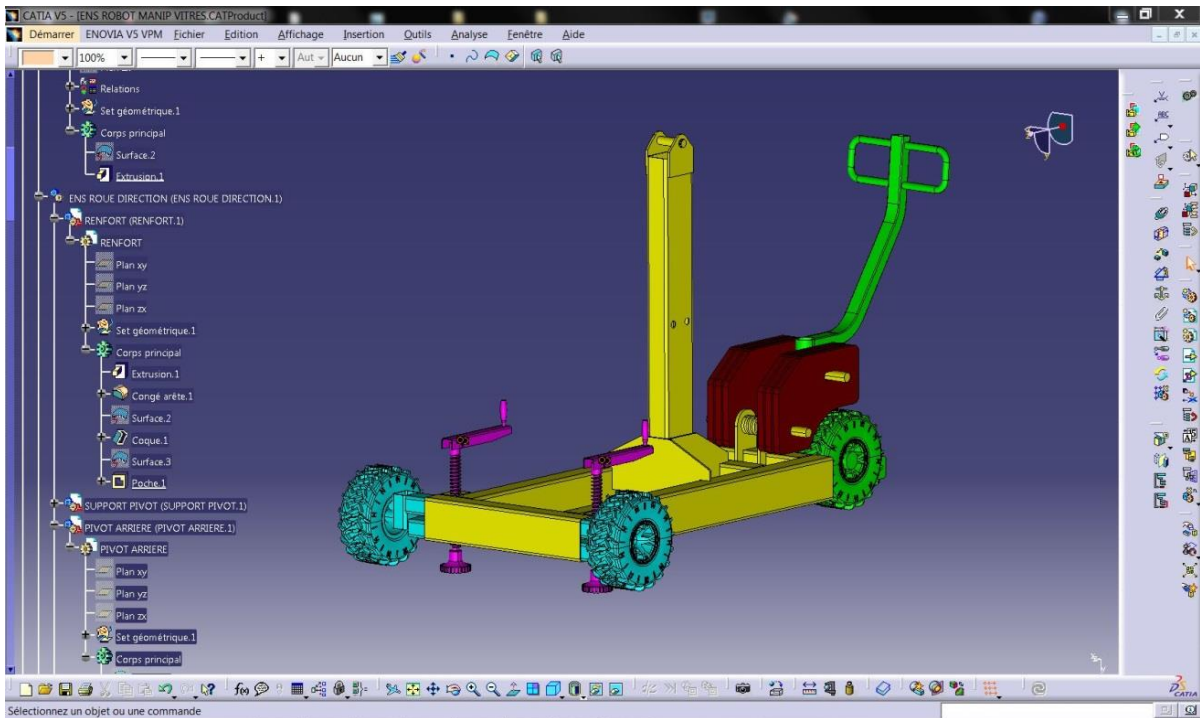 CATIA V5 - [ENS ROBOT MANIP VITRES.CATProduct]
Démarrer ENOVIA V5 VPM Fichier Edition Affichage Insertion Outils Analyse Fenêtre Aide
100% Aut Aucun
Relations
Set géométrique.1
Corps principal
Surface.2
Extrusion.1
ENS ROUE DIRECTION (ENS ROUE DIRECTION.1)
RENFORT (RENFORT.1)
RENFORT
Plan xy
Plan yz
Plan zx
Set géométrique.1
Corps principal
Extrusion.1
Congé arête.1
Surface.2
Coque.1
Surface.3
Poche.1
SUPPORT PIVOT (SUPPORT PIVOT.1)
PIVOT ARRIERE (PIVOT ARRIERE.1)
PIVOT ARRIERE
Plan xy
Plan yz
Plan zx
Set géométrique.1
Corps principal
f(x)
CATIA
Sélectionnez un objet ou une commande